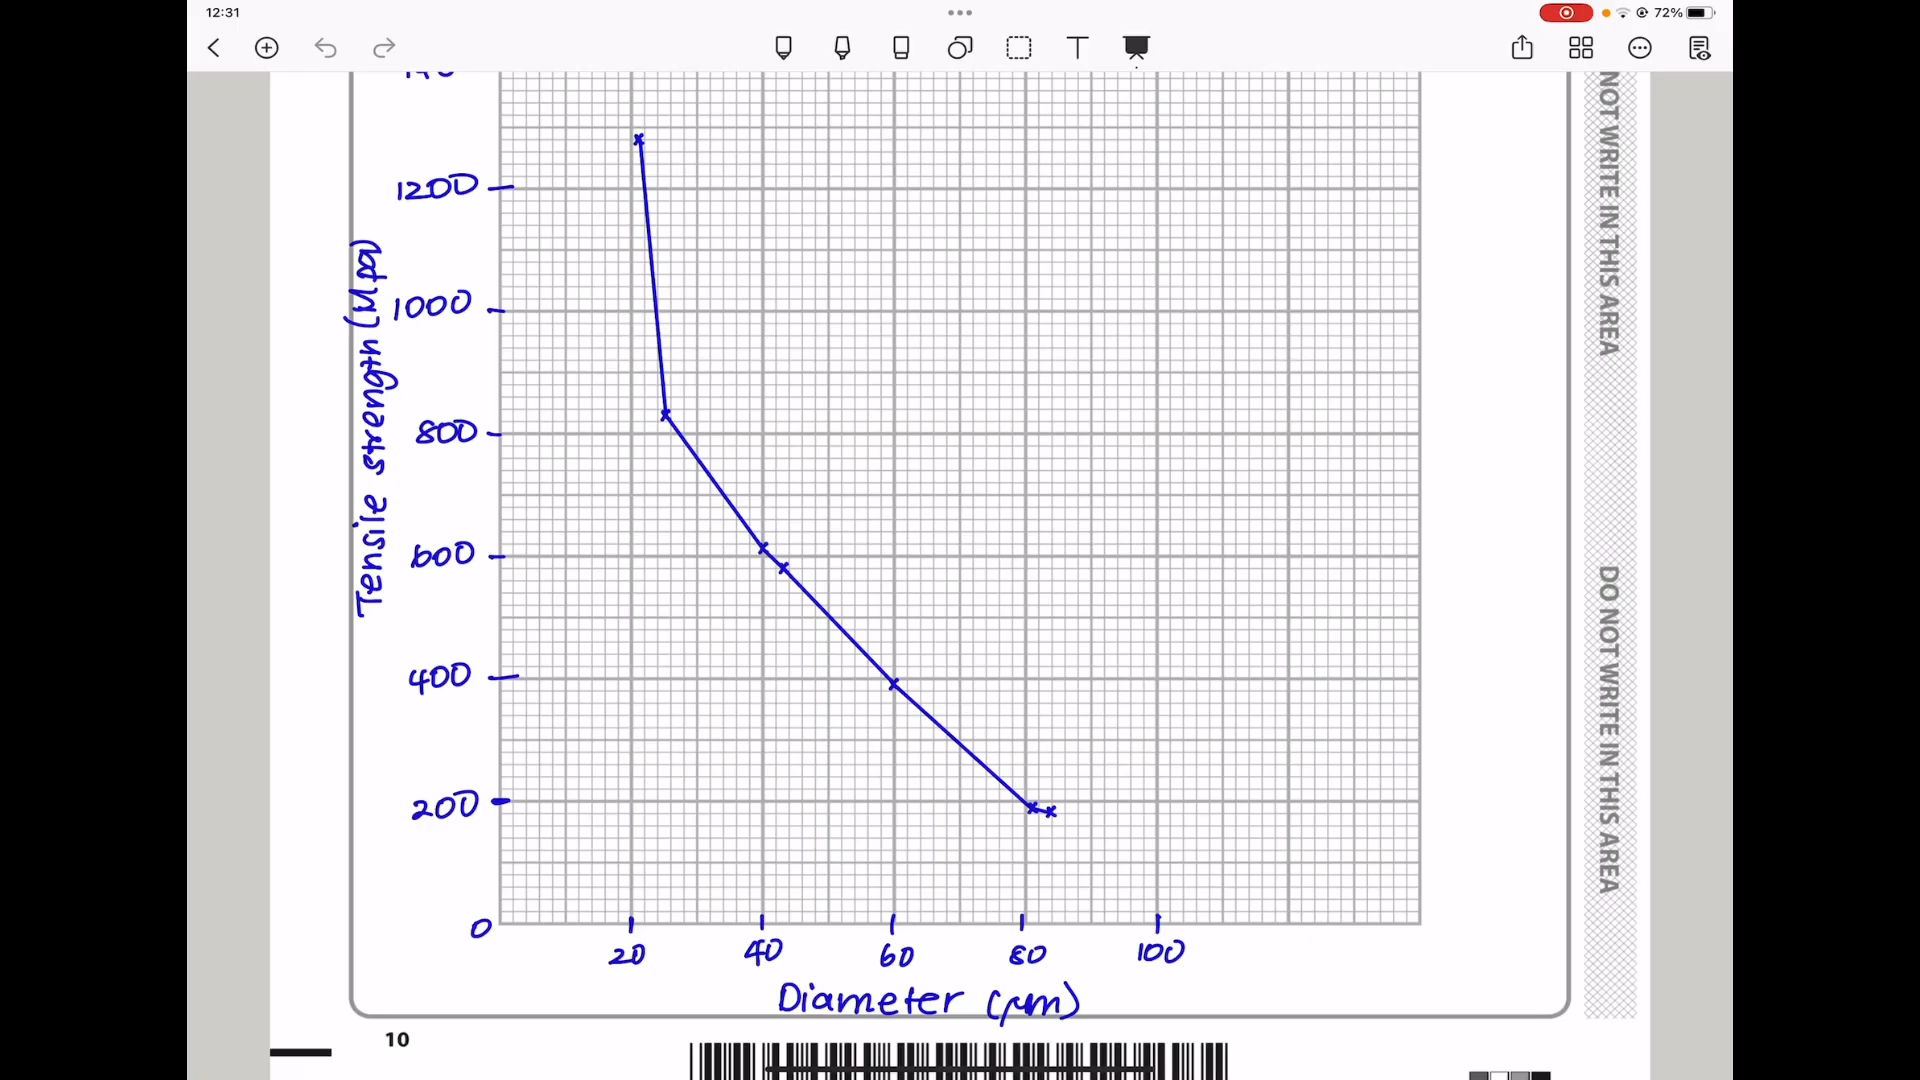 12:31
72%
1200
1000
800
600
400
200
0
Tensile strength (Mpa)
20 40 60 80 100
Diameter (μm)
10
NOT WRITE IN THIS AREA
DO NOT WRITE IN THIS AREA